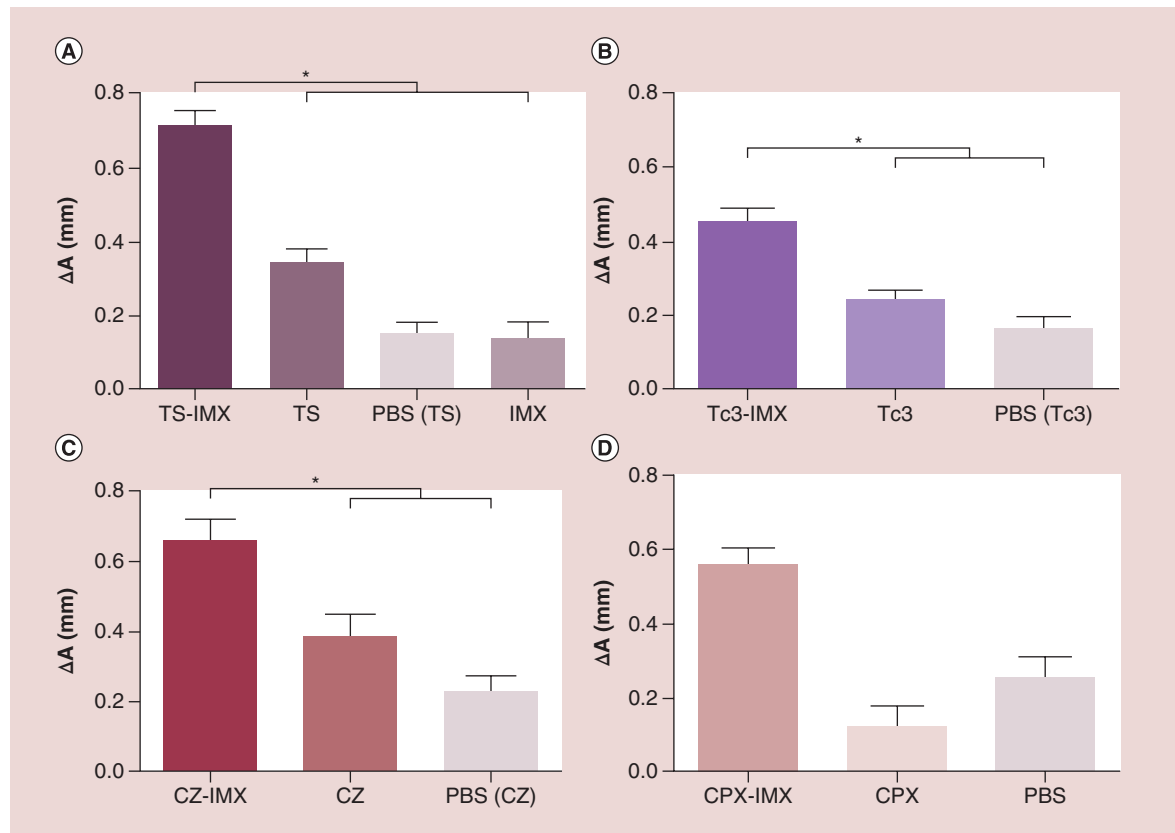 A
*
0.8
0.6
0.4
0.2
0.0
ΔA (mm)
TS-IMX TS PBS (TS) IMX
B
*
0.8
0.6
0.4
0.2
0.0
ΔA (mm)
Tc3-IMX Tc3 PBS (Tc3)
C
*
0.8
0.6
0.4
0.2
0.0
ΔA (mm)
CZ-IMX CZ PBS (CZ)
D
0.8
0.6
0.4
0.2
0.0
ΔA (mm)
CPX-IMX CPX PBS